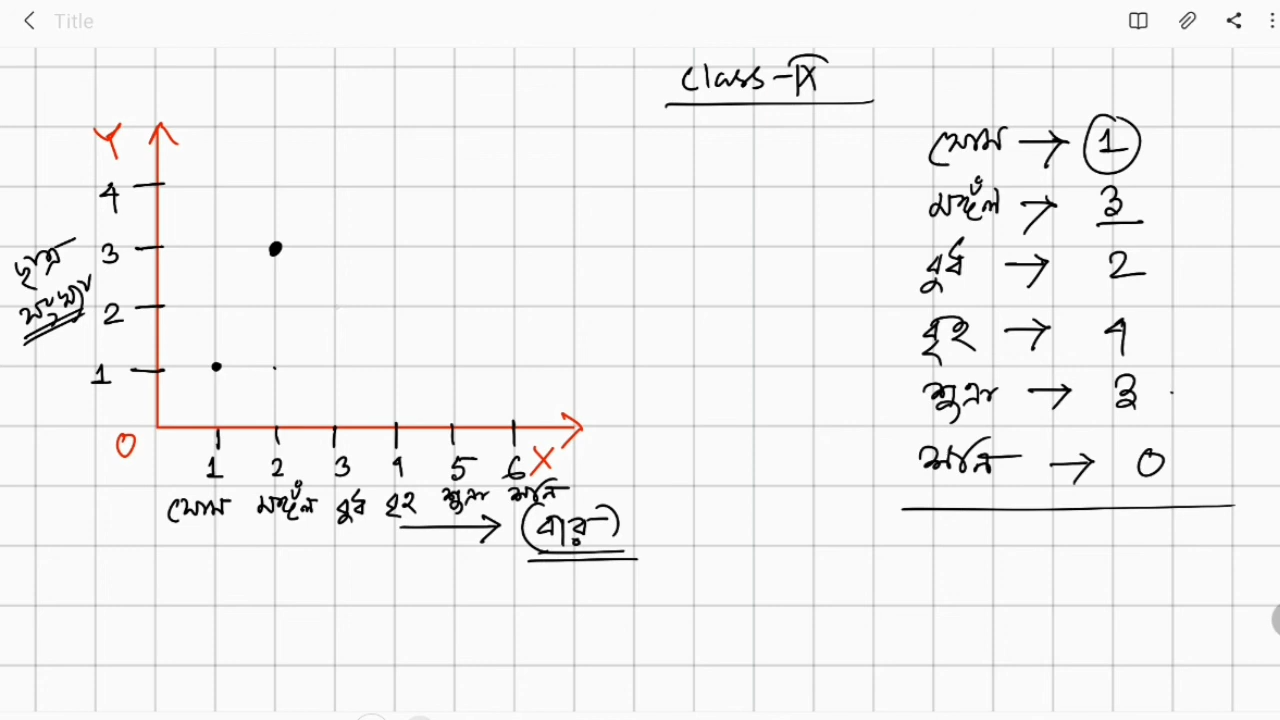 Title
Class - IX
Y
4
3
2
1
0
ছাত্র
সংখ্যা
1 2 3 4 5 6 X
সোম মঙ্গল বুধ বৃহ শুক্র শনি
→ (বার)
সোম → 1
মঙ্গল → 3
বুধ → 2
বৃহ → 4
শুক্র → 3
শনি → 0